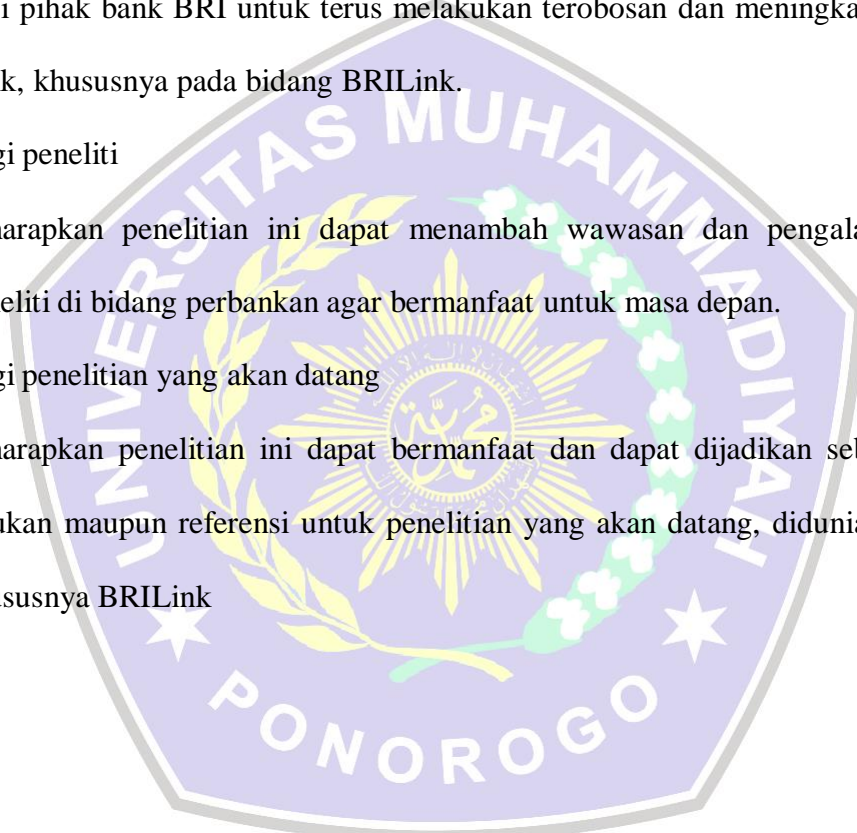 i pihak bank BRI untuk terus melakukan terobosan dan meningka
k, khususnya pada bidang BRILink.
gi peneliti
harapkan penelitian ini dapat menambah wawasan dan pengala
eliti di bidang perbankan agar bermanfaat untuk masa depan.
gi penelitian yang akan datang
harapkan penelitian ini dapat bermanfaat dan dapat dijadikan seb
ukan maupun referensi untuk penelitian yang akan datang, didunia
ususnya BRILink
UNIVERSITAS MUHAMMADIYAH
PONOROGO